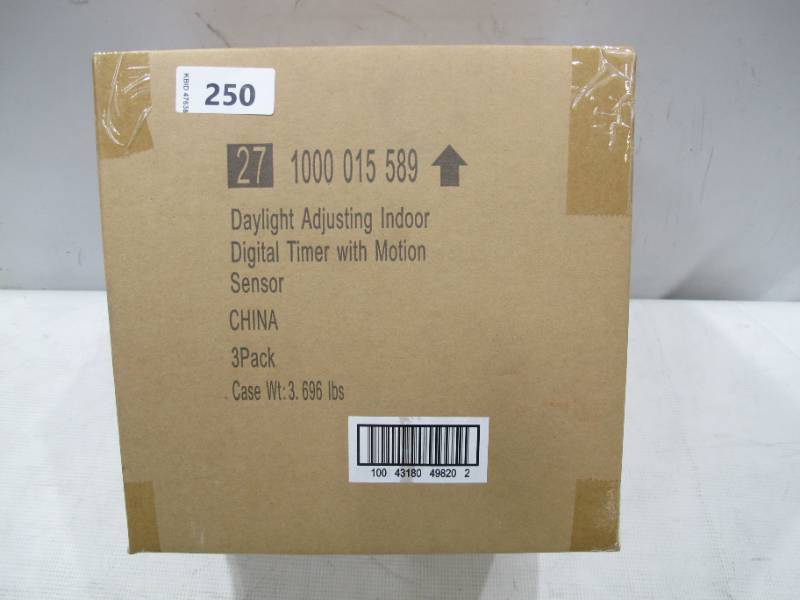 250
27 1000 015 589
Daylight Adjusting Indoor
Digital Timer with Motion
Sensor
CHINA
3Pack
Case Wt: 3. 696 lbs
100 43180 49820 2